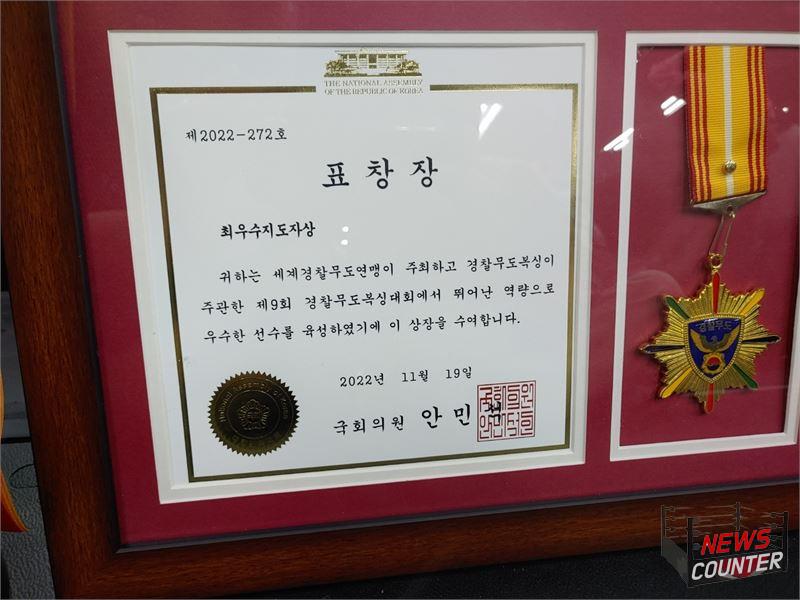 THE NATIONAL ASSEMBLY
OF THE REPUBLIC OF KOREA
제2022-272호
표창장
최우수지도자상
귀하는 세계경찰무도연맹이 주최하고 경찰무도복싱이
주관한 제9회 경찰무도복싱대회에서 뛰어난 역량으로
우수한 선수를 육성하였기에 이 상장을 수여합니다.
2022년 11월 19일
국회의원 안민석
경찰무도
NEWS
COUNTER